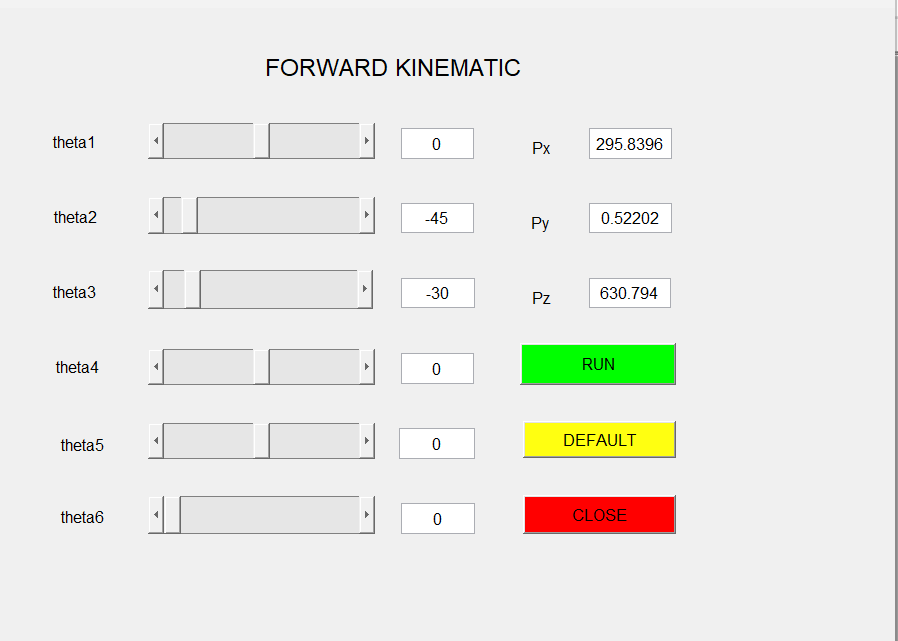 FORWARD KINEMATIC
theta1 0 Px 295.8396
theta2 -45 Py 0.52202
theta3 -30 Pz 630.794
theta4 0 RUN
theta5 0 DEFAULT
theta6 0 CLOSE